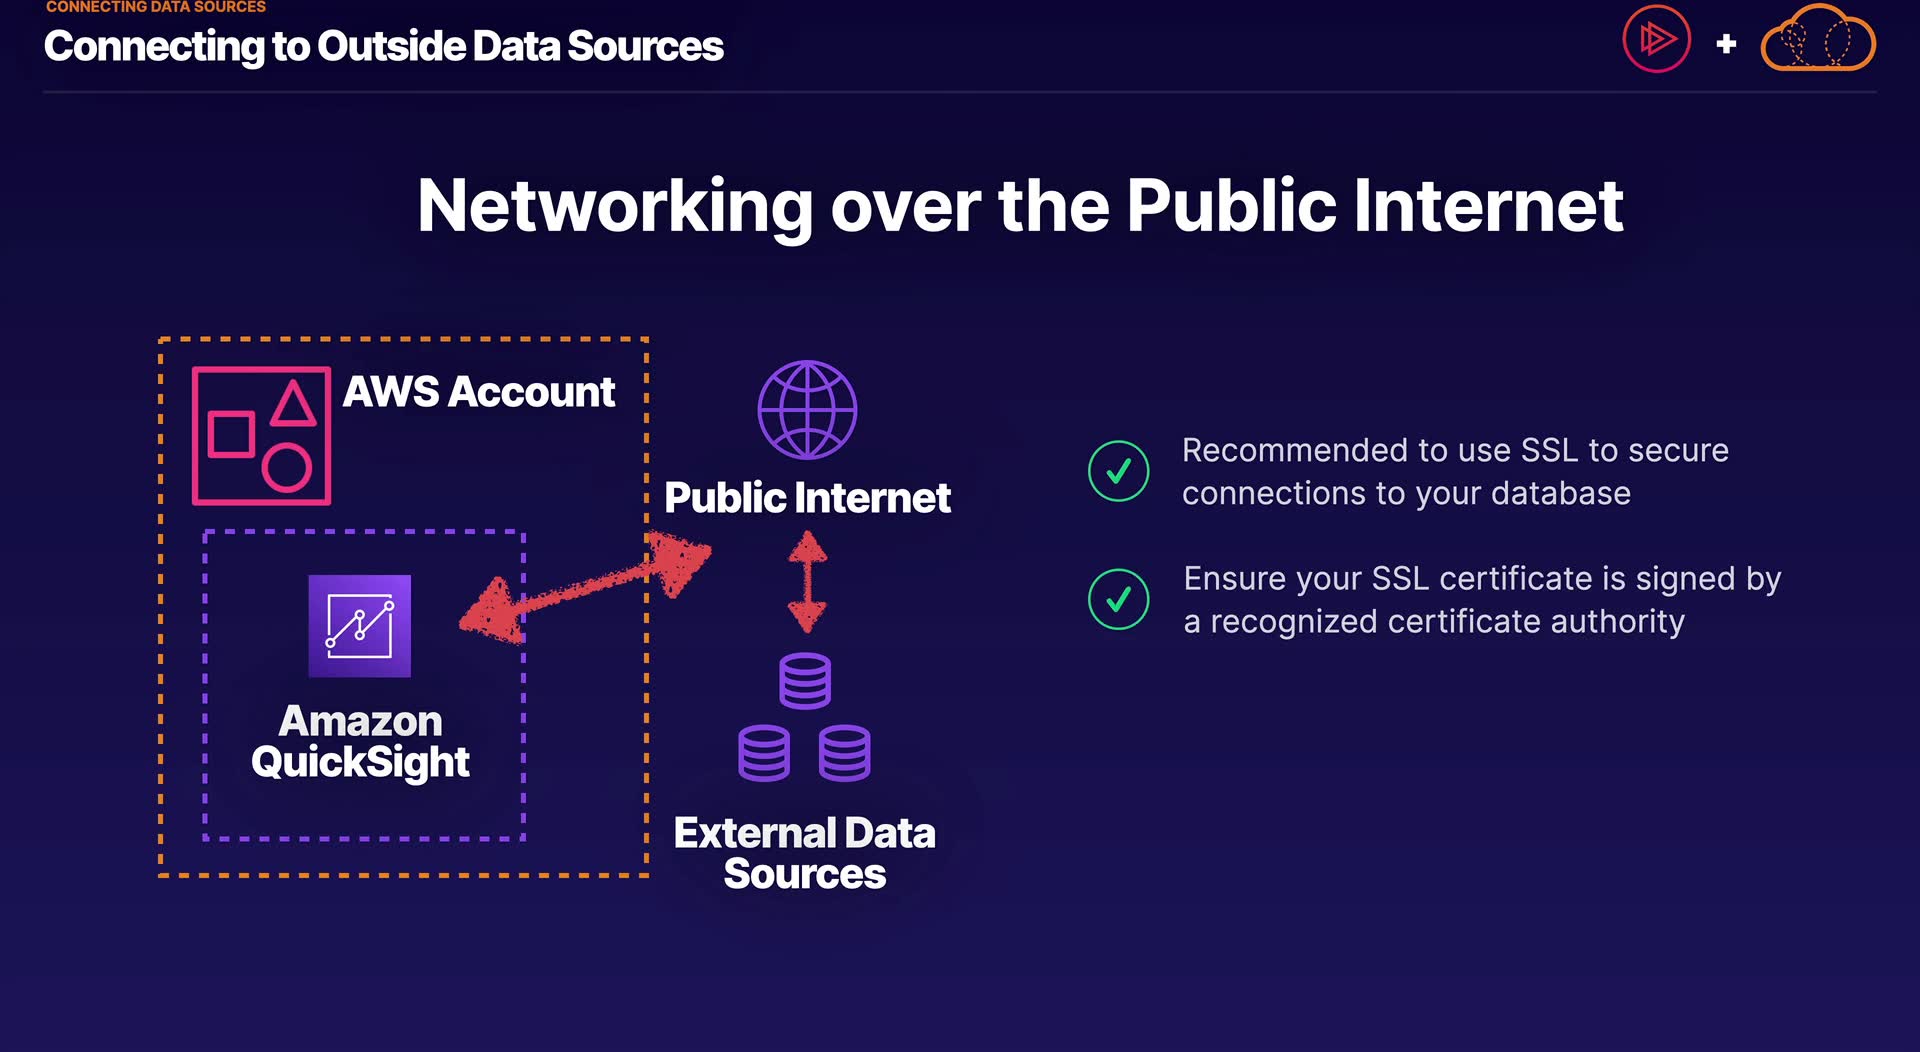 CONNECTING DATA SOURCES
Connecting to Outside Data Sources
Networking over the Public Internet
AWS Account
Amazon
QuickSight
Public Internet
External Data
Sources
Recommended to use SSL to secure
connections to your database
Ensure your SSL certificate is signed by
a recognized certificate authority